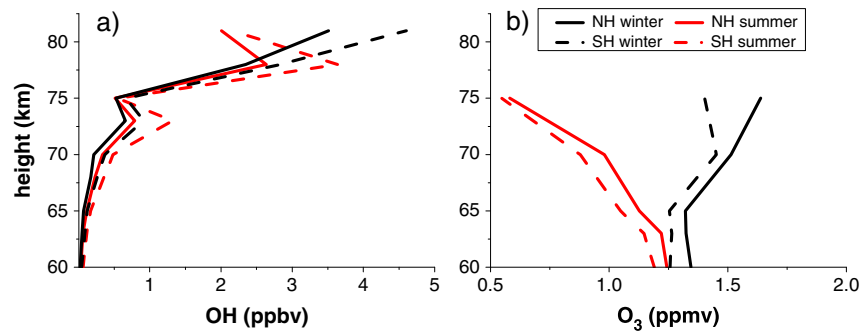 a)
80
75
70
65
60
height (km)
1
2
3
4
5
OH (ppbv)
b)
NH winter
NH summer
SH winter
SH summer
80
75
70
65
60
0.5
1.0
1.5
2.0
O₃ (ppmv)